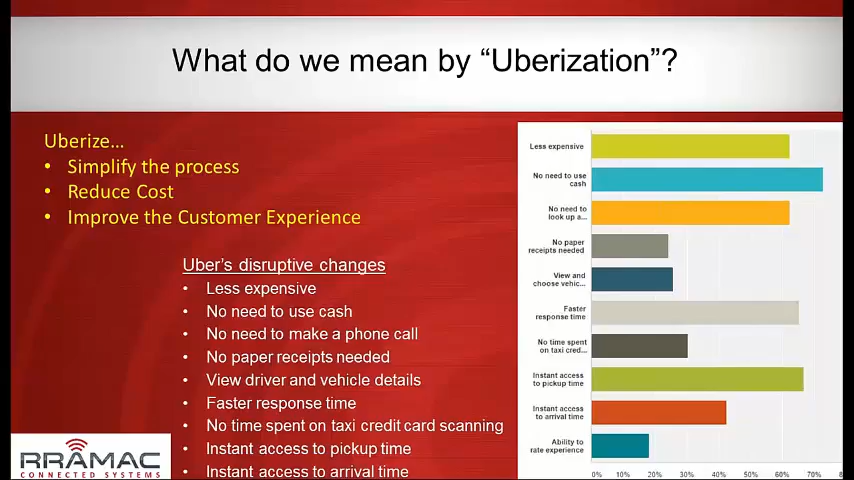 What do we mean by “Uberization”?
Uberize…
• Simplify the process
• Reduce Cost
• Improve the Customer Experience
Uber’s disruptive changes
• Less expensive
• No need to use cash
• No need to make a phone call
• No paper receipts needed
• View driver and vehicle details
• Faster response time
• No time spent on taxi credit card scanning
• Instant access to pickup time
• Instant access to arrival time
RRAMAC
CONNECTED SYSTEMS
Less expensive
No need to use
cash
No need to
look up a...
No paper
receipts needed
View and
choose vehic...
Faster
response time
No time spent
on taxi cred...
Instant access
to pickup time
Instant access
to arrival time
Ability to
rate experience
0% 10% 20% 30% 40% 50% 60% 70%